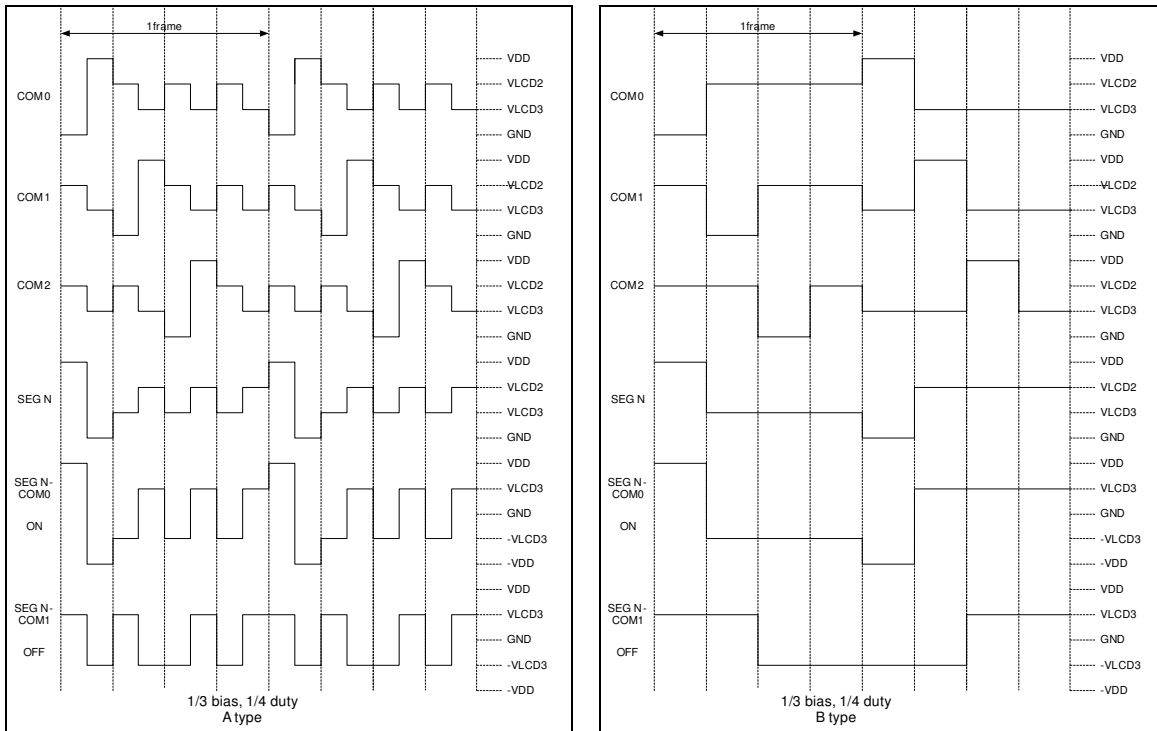 1frame
COM0
VDD
VLCD2
VLCD3
GND
COM1
VDD
VLCD2
VLCD3
GND
COM2
VDD
VLCD2
VLCD3
GND
SEG N
VDD
VLCD2
VLCD3
GND
SEG N-
COM0
ON
VDD
VLCD3
GND
-VLCD3
-VDD
SEG N-
COM1
OFF
VDD
VLCD3
GND
-VLCD3
-VDD
1/3 bias, 1/4 duty
A type
1frame
COM0
VDD
VLCD2
VLCD3
GND
COM1
VDD
VLCD2
VLCD3
GND
COM2
VDD
VLCD2
VLCD3
GND
SEG N
VDD
VLCD2
VLCD3
GND
SEG N-
COM0
ON
VDD
VLCD3
GND
-VLCD3
-VDD
SEG N-
COM1
OFF
VDD
VLCD3
GND
-VLCD3
-VDD
1/3 bias, 1/4 duty
B type